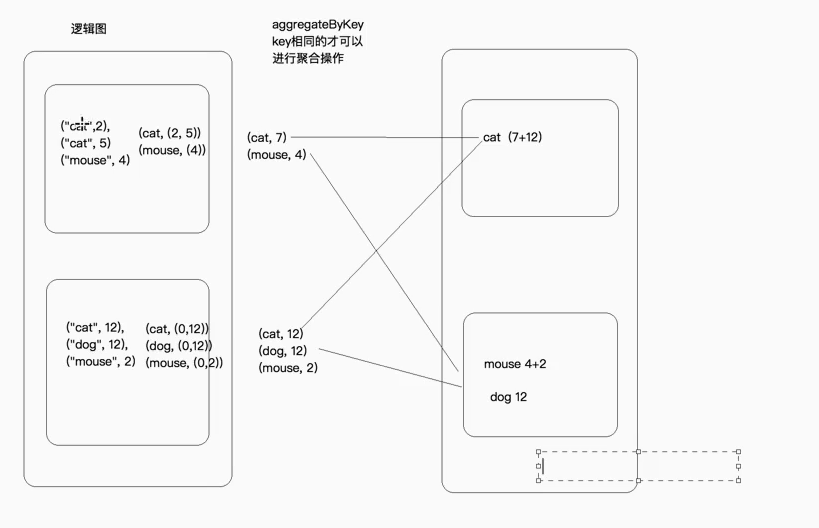 逻辑图
aggregateByKey
key相同的才可以
进行聚合操作
("cat",2),
("cat", 5)
("mouse", 4)
(cat, (2, 5))
(mouse, (4))
(cat, 7)
(mouse, 4)
cat (7+12)
("cat", 12),
("dog", 12),
("mouse", 2)
(cat, (0,12))
(dog, (0,12))
(mouse, (0,2))
(cat, 12)
(dog, 12)
(mouse, 2)
mouse 4+2
dog 12